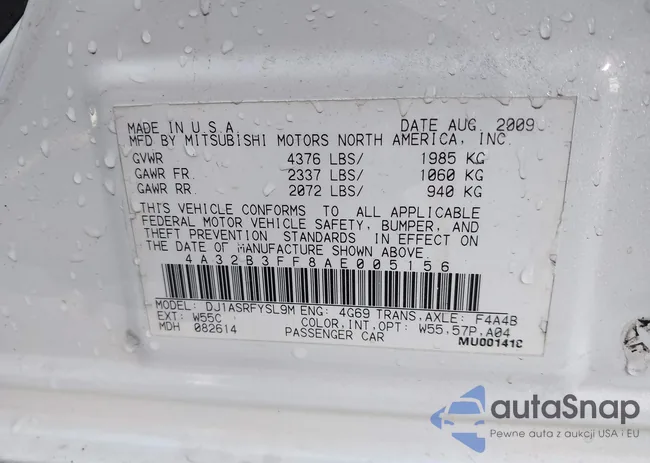 MADE IN U.S.A. DATE AUG. 2009
MFD BY MITSUBISHI MOTORS NORTH AMERICA, INC.
GVWR 4376 LBS/ 1985 KG
GAWR FR. 2337 LBS/ 1060 KG
GAWR RR. 2072 LBS/ 940 KG
THIS VEHICLE CONFORMS TO ALL APPLICABLE
FEDERAL MOTOR VEHICLE SAFETY, BUMPER, AND
THEFT PREVENTION STANDARDS IN EFFECT ON
THE DATE OF MANUFACTURE SHOWN ABOVE.
4A32B3FF8AE005156
MODEL: DJ1ASRFYSL9M ENG: 4G69 TRANS,AXLE: F4A4B
EXT: W55C COLOR,INT,OPT: W55,57P,A04
MDH 082614 PASSENGER CAR
MU00141C
autaSnap
Pewne auta z aukcji USA i EU